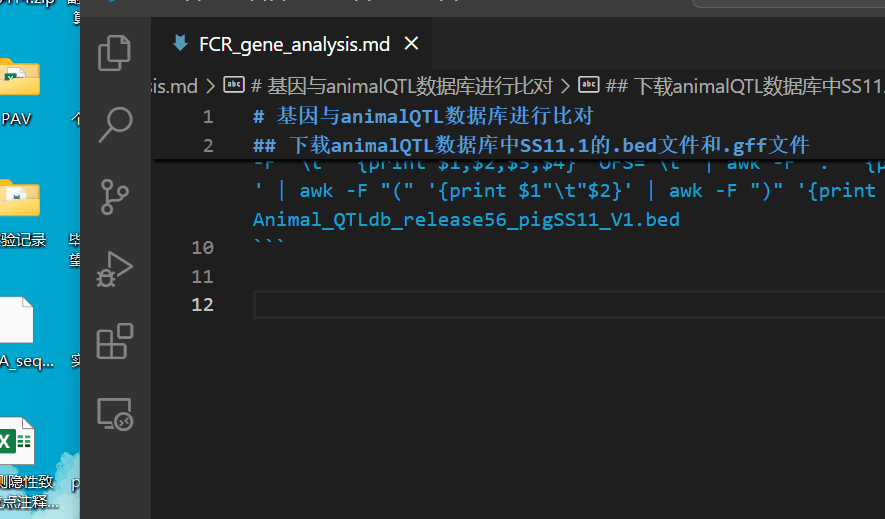 FCR_gene_analysis.md
is.md > # 基因与animalQTL数据库进行比对 > ## 下载animalQTL数据库中SS11.
1 # 基因与animalQTL数据库进行比对
2 ## 下载animalQTL数据库中SS11.1的.bed文件和.gff文件
-F "\t" '{print $1,$2,$3,$4}' OFS="\t" | awk -F
' | awk -F "(" '{print $1"\t"$2}' | awk -F ")" '{print
Animal_QTLdb_release56_pigSS11_V1.bed
10 ```
11
12
PAV
验记录
A_seq...
测隐性致
点注释...